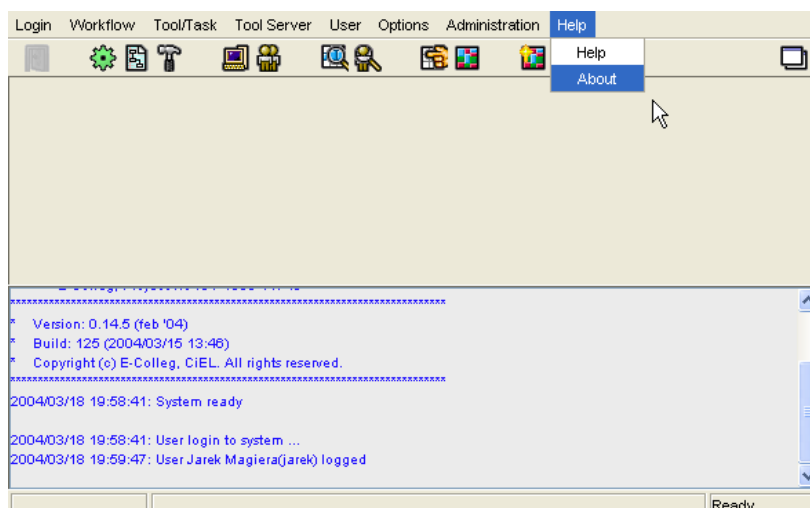 Login Workflow Tool/Task Tool Server User Options Administration Help
Help
About
************************************************************************
* Version: 0.14.5 (feb '04)
* Build: 125 (2004/03/15 13:46)
* Copyright (c) E-Colleg, CiEL. All rights reserved.
************************************************************************
2004/03/18 19:58:41: System ready
2004/03/18 19:58:41: User login to system ...
2004/03/18 19:59:47: User Jarek Magiera(jarek) logged
Ready